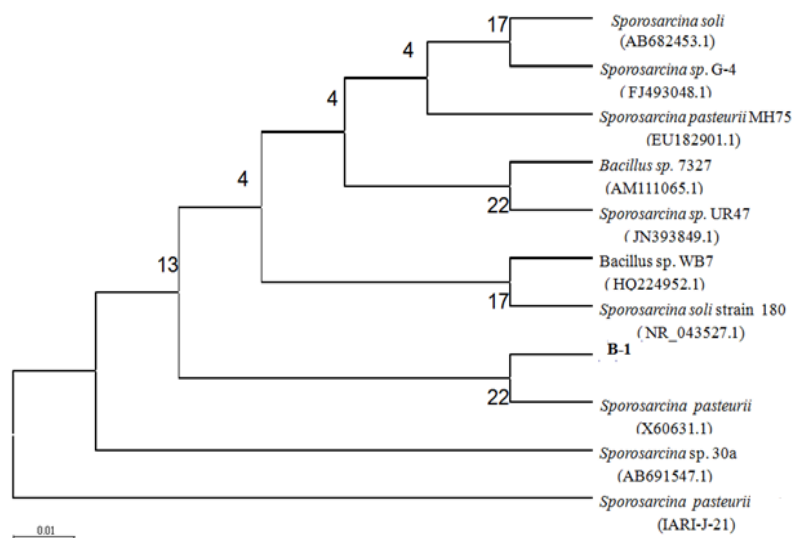 17
Sporosarcina soli
(AB682453.1)
4
Sporosarcina sp. G-4
(FJ493048.1)
4
Sporosarcina pasteurii MH75
(EU182901.1)
Bacillus sp. 7327
(AM111065.1)
4
22
Sporosarcina sp. UR47
(JN393849.1)
13
Bacillus sp. WB7
(HQ224952.1)
17
Sporosarcina soli strain 180
(NR_043527.1)
B-1
22
Sporosarcina pasteurii
(X60631.1)
Sporosarcina sp. 30a
(AB691547.1)
Sporosarcina pasteurii
(IARI-J-21)
0.01